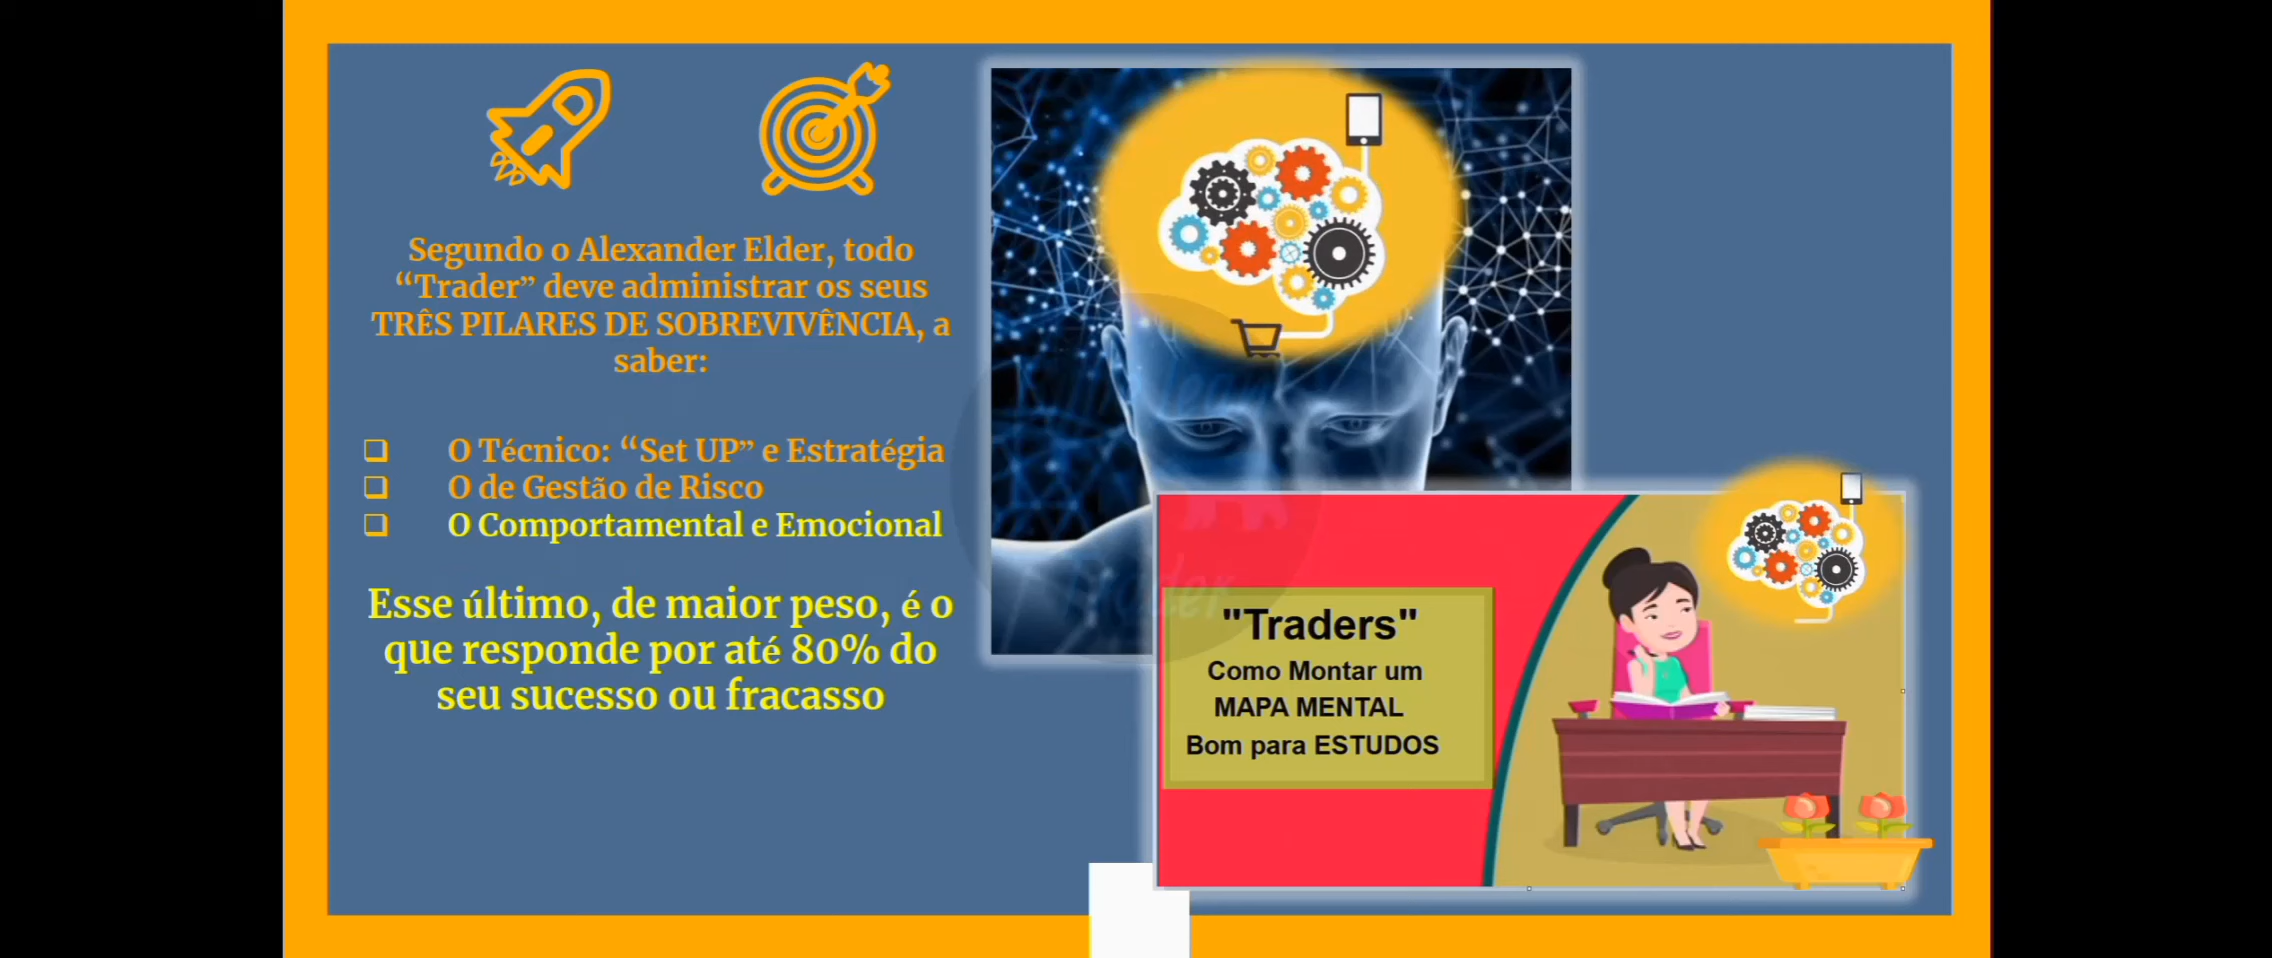 Segundo o Alexander Elder, todo
“Trader” deve administrar os seus
TRÊS PILARES DE SOBREVIVÊNCIA, a
saber:
❑ O Técnico: “Set UP” e Estratégia
❑ O de Gestão de Risco
❑ O Comportamental e Emocional
Esse último, de maior peso, é o
que responde por até 80% do
seu sucesso ou fracasso
"Traders"
Como Montar um
MAPA MENTAL
Bom para ESTUDOS